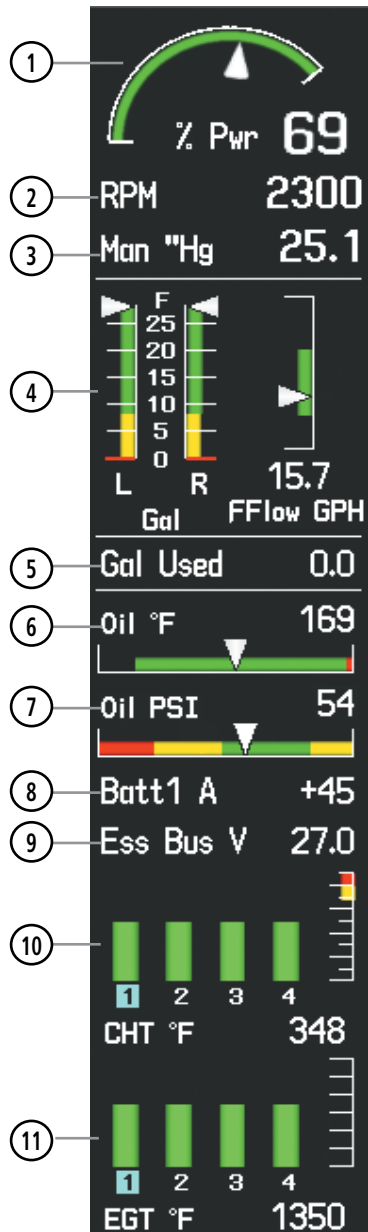 1
% Pwr 69
2 RPM 2300
3 Man "Hg 25.1
F
25
20
15
4 10
5
0
L R 15.7
Gal FFlow GPH
5 Gal Used 0.0
6 Oil °F 169
7 Oil PSI 54
8 Batt1 A +45
9 Ess Bus V 27.0
10
1 2 3 4
CHT °F 348
11
1 2 3 4
EGT °F 1350